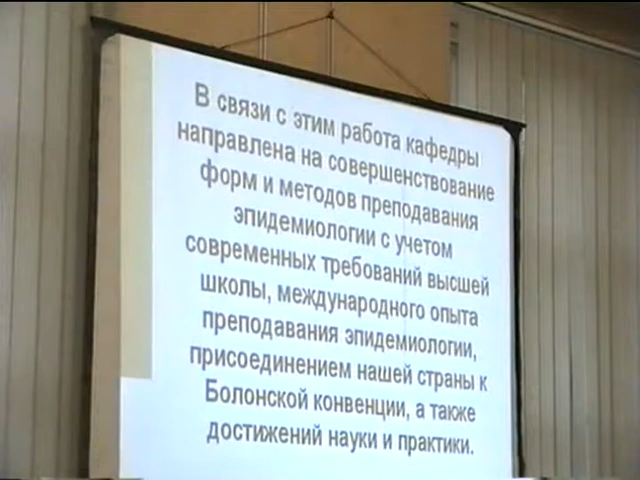 В связи с этим работа кафедры
направлена на совершенствование
форм и методов преподавания
эпидемиологии с учетом
современных требований высшей
школы, международного опыта
преподавания эпидемиологии,
присоединением нашей страны к
Болонской конвенции, а также
достижений науки и практики.